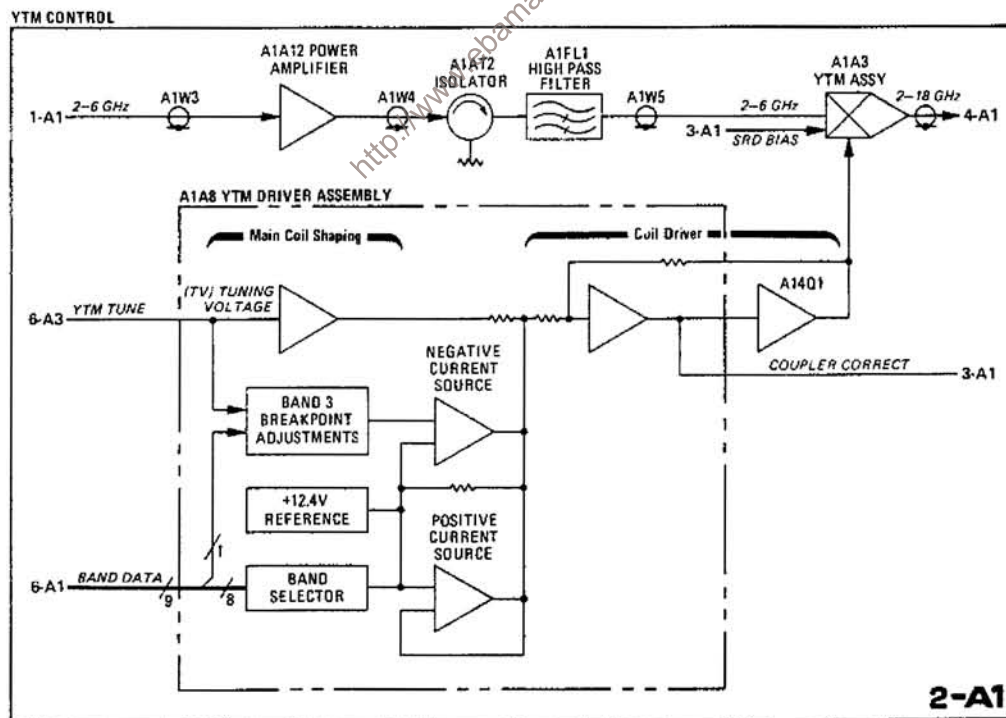 YTM CONTROL
A1A12 POWER
AMPLIFIER
A1AT2
ISOLATOR
A1FL1
HIGH PASS
FILTER
A1A3
YTM ASSY
1-A1
2–6 GHz
A1W3
A1W4
A1W5
2–6 GHz
3-A1
SRD BIAS
2–18 GHz
4-A1
http://www.ebama
A1A8 YTM DRIVER ASSEMBLY
Main Coil Shaping
Coil Driver
6-A3
YTM TUNE
(TV) TUNING
VOLTAGE
A14Q1
NEGATIVE
CURRENT
SOURCE
COUPLER CORRECT
3-A1
BAND 3
BREAKPOINT
ADJUSTMENTS
+12.4V
REFERENCE
POSITIVE
CURRENT
SOURCE
1
6-A1
BAND DATA
9
8
BAND
SELECTOR
2-A1